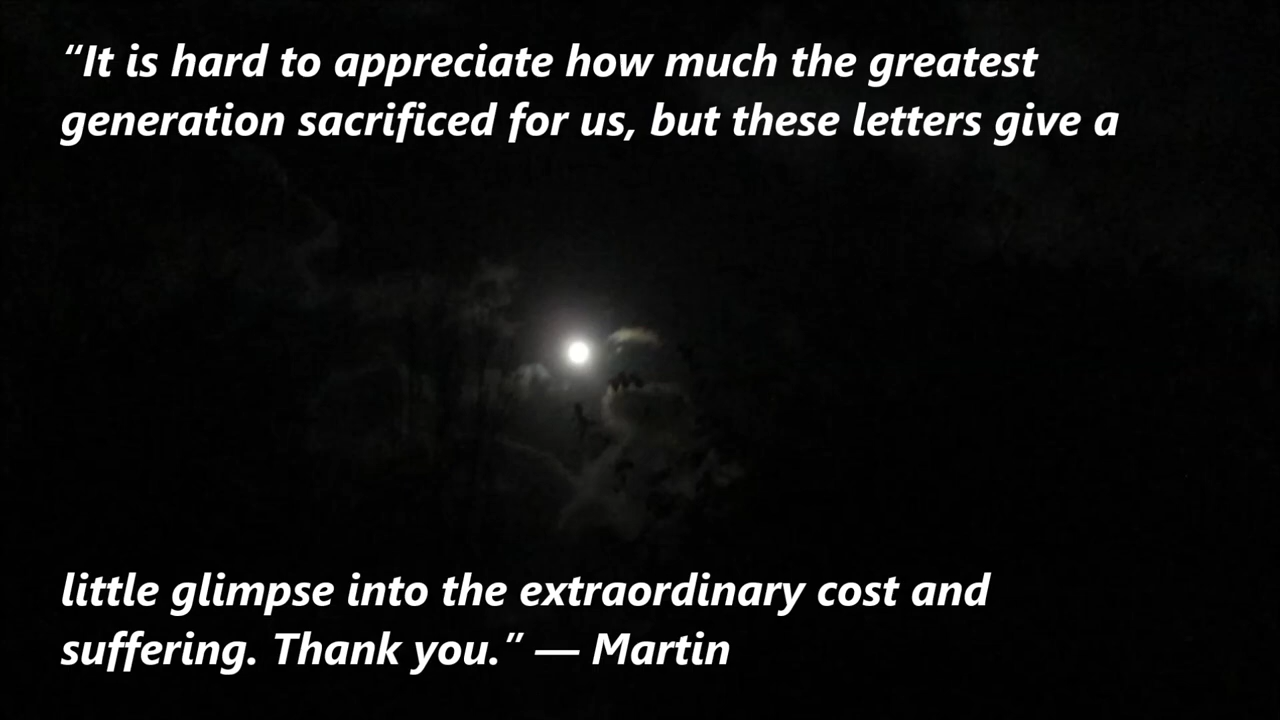 “It is hard to appreciate how much the greatest
generation sacrificed for us, but these letters give a
little glimpse into the extraordinary cost and
suffering. Thank you.” — Martin